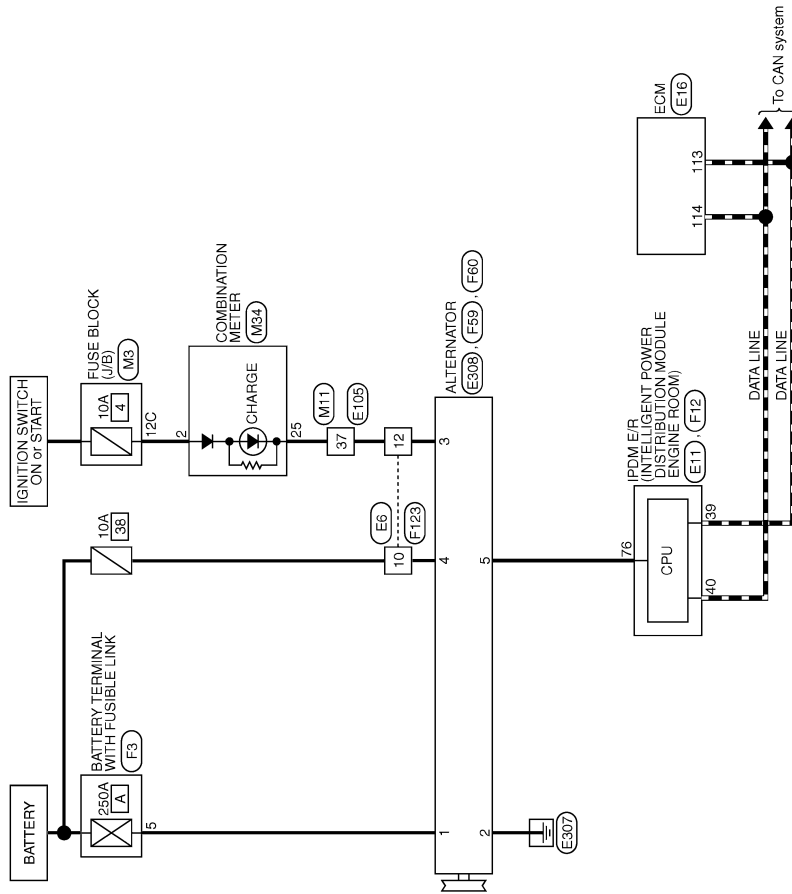 BATTERY
IGNITION SWITCH
ON or START
BATTERY TERMINAL
WITH FUSIBLE LINK
F3
250A
A
5
10A
38
FUSE BLOCK
(J/B)
M3
10A
4
12C
COMBINATION
METER
M34
2
CHARGE
25
M11
37
E105
E6
10
F123
12
1
4
3
ALTERNATOR
E308 , F59 , F60
2
5
E307
IPDM E/R
(INTELLIGENT POWER
DISTRIBUTION MODULE
ENGINE ROOM)
E11 , F12
76
CPU
40
39
ECM
E16
114
113
DATA LINE
DATA LINE
To CAN system